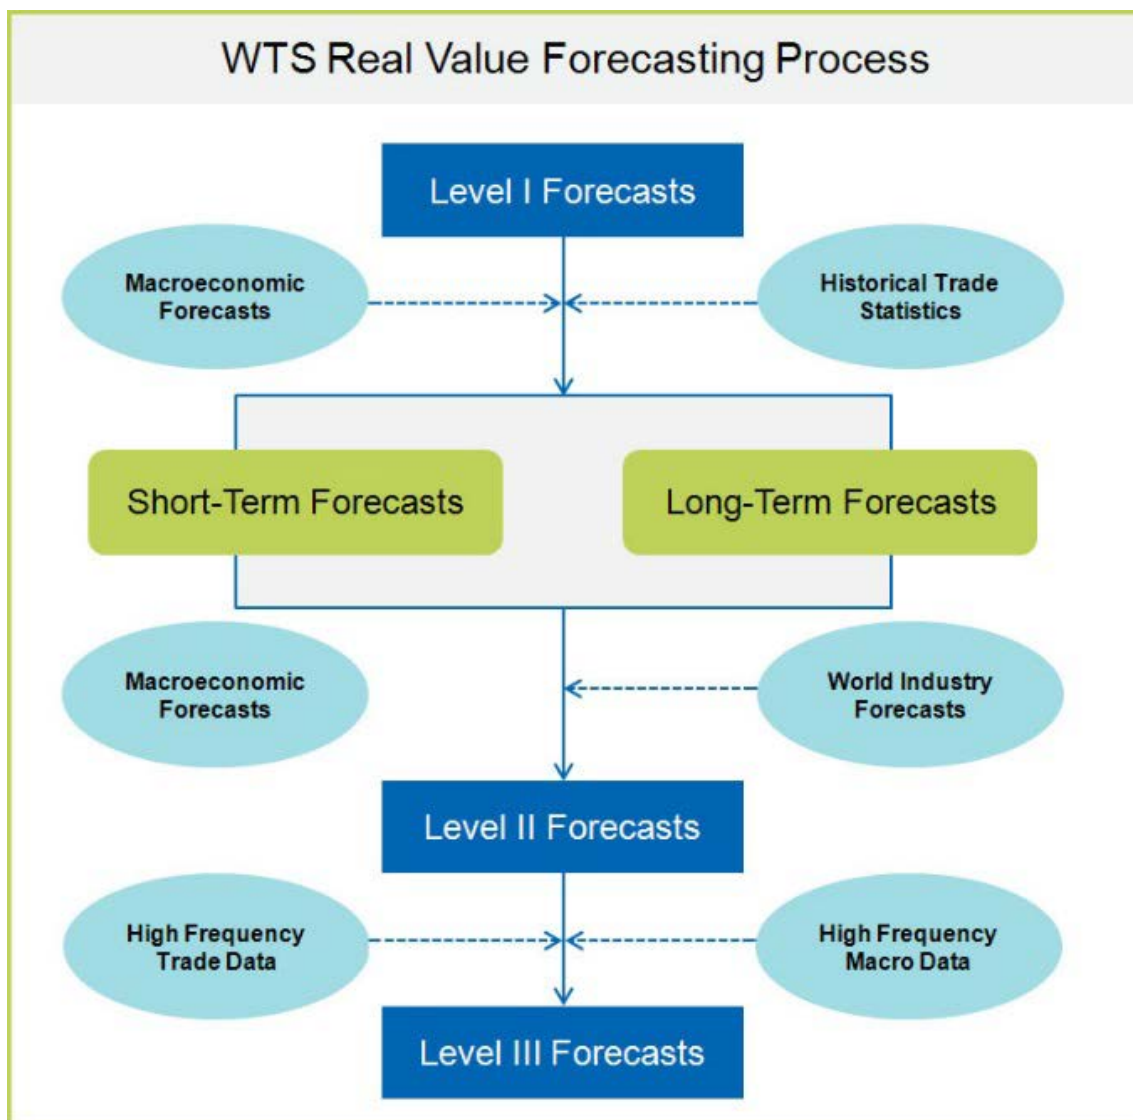 WTS Real Value Forecasting Process
Level I Forecasts
Macroeconomic
Forecasts
Historical Trade
Statistics
Short-Term Forecasts
Long-Term Forecasts
Macroeconomic
Forecasts
World Industry
Forecasts
Level II Forecasts
High Frequency
Trade Data
High Frequency
Macro Data
Level III Forecasts